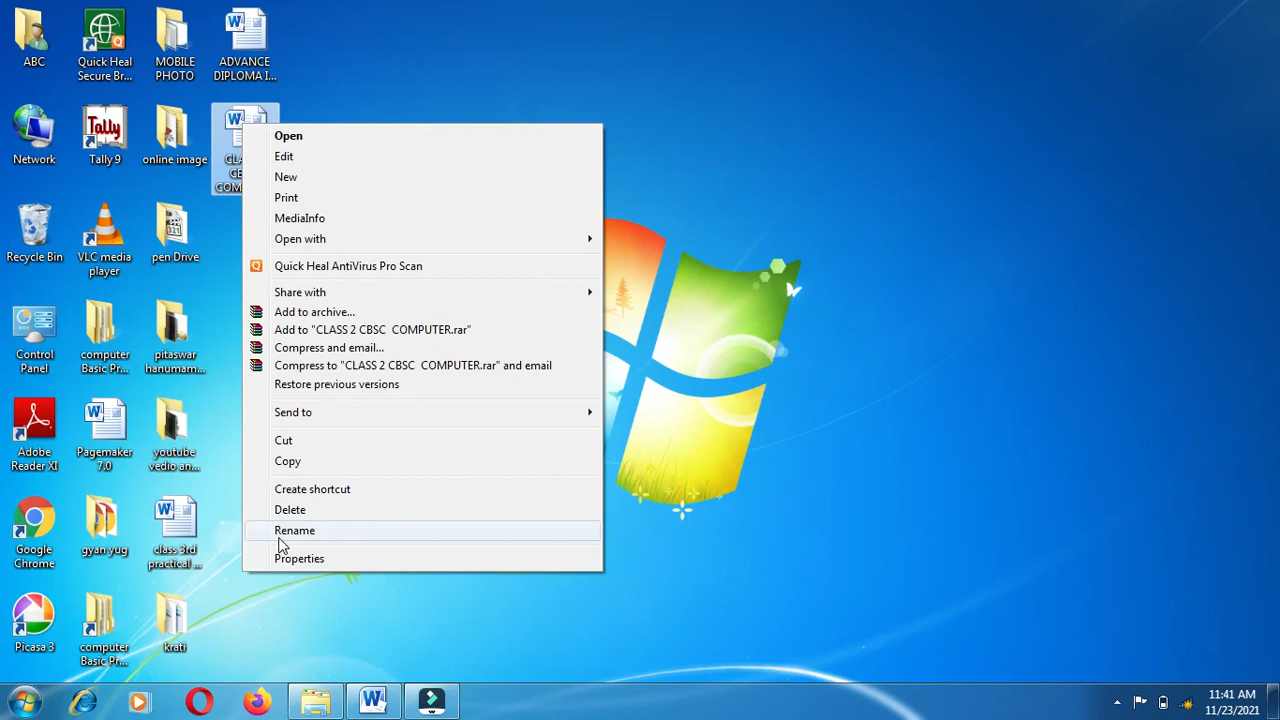 ABC
Quick Heal
Secure Br...
MOBILE
PHOTO
ADVANCE
DIPLOMA I...
Network
Tally
Tally 9
online image
CLA
CE
COM
Recycle Bin
VLC media
player
pen Drive
Control
Panel
computer
Basic Pr...
pitaswar
hanumam...
Adobe
Reader XI
Pagemaker
7.0
youtube
vedio an...
Google
Chrome
gyan yug
class 3rd
practical ...
Picasa 3
computer
Basic Pr...
krati
Open
Edit
New
Print
MediaInfo
Open with
Quick Heal AntiVirus Pro Scan
Share with
Add to archive...
Add to "CLASS 2 CBSC  COMPUTER.rar"
Compress and email...
Compress to "CLASS 2 CBSC  COMPUTER.rar" and email
Restore previous versions
Send to
Cut
Copy
Create shortcut
Delete
Rename
Properties
11:41 AM
11/23/2021